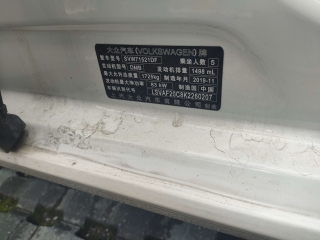 大众汽车(VOLKSWAGEN)牌
整车型号 SVW71521DF 乘坐人数 5
发动机型号 DMB 发动机排量 1498 mL
最大允许总质量 1725kg 制造年月 2019-11
发动机最大净功率 83 kW 制造国 中国
车辆识别代号 LSVAF20C8K2260207